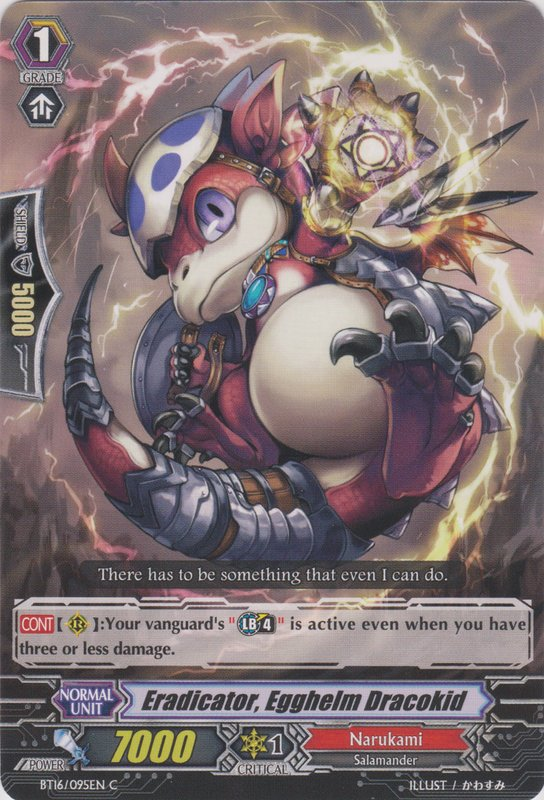 1
GRADE
SHIELD
5000
There has to be something that even I can do.
CONT【 R 】:Your vanguard's "LB 4" is active even when you have
three or less damage.
NORMAL
UNIT
Eradicator, Egghelm Dracokid
POWER
7000
1
CRITICAL
Narukami
Salamander
BT16/095EN C
ILLUST / かわすみ